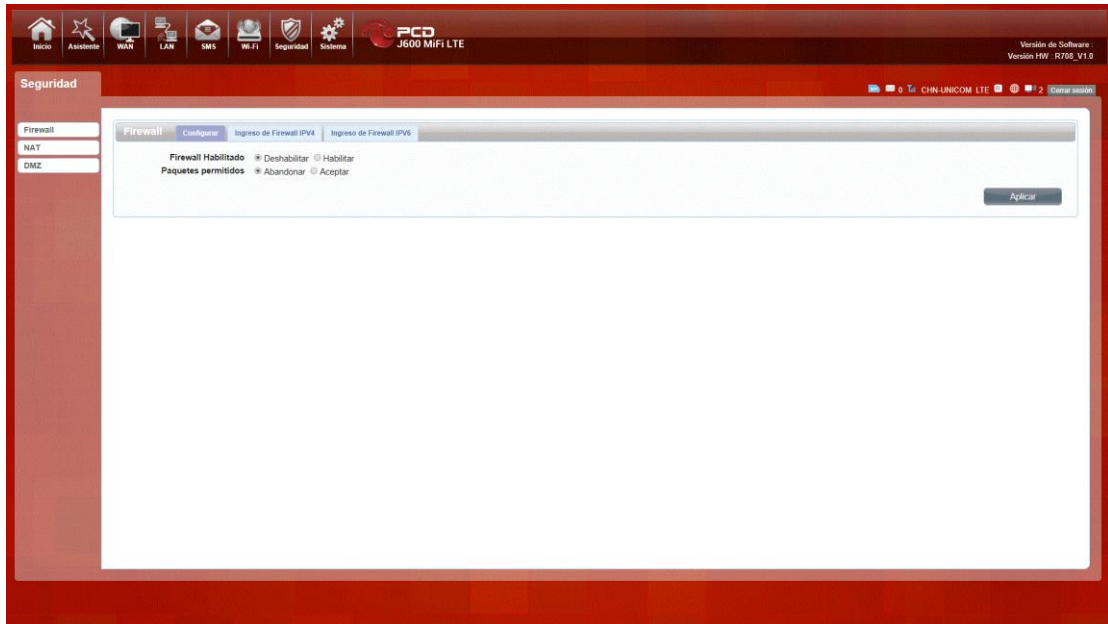 Inicio
Asistente
WAN
LAN
SMS
Wi.Fi
Seguridad
Sistema
PCD
J600 MiFi LTE
Versión de Software :
Versión HW : R708_V1.0
Seguridad
0 CHN-UNICOM LTE 2 Cerrar sesión
Firewall
NAT
DMZ
Firewall Configurar Ingreso de Firewall IPV4 Ingreso de Firewall IPV6
Firewall Habilitado Deshabilitar Habilitar
Paquetes permitidos Abandonar Aceptar
Aplicar